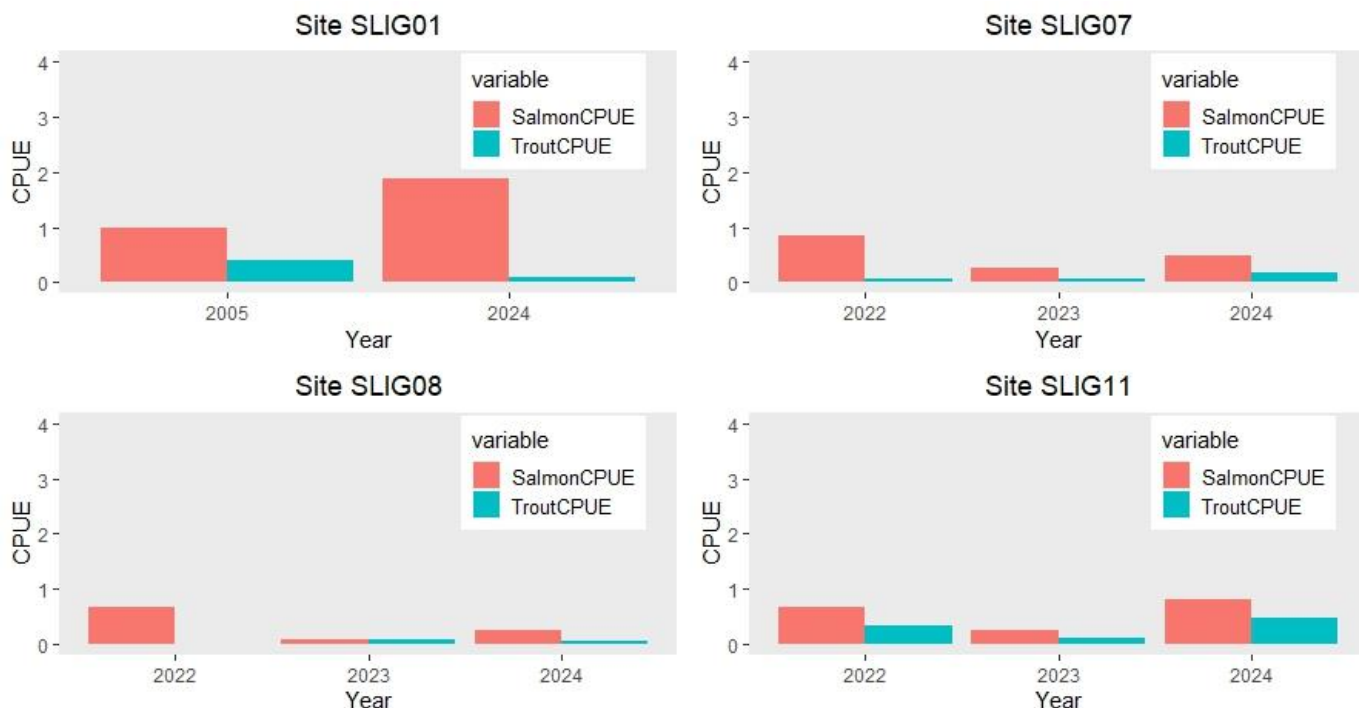 Site SLIG01
4
3
2
1
0
CPUE
variable
SalmonCPUE
TroutCPUE
2005 2024
Year
Site SLIG07
4
3
2
1
0
CPUE
variable
SalmonCPUE
TroutCPUE
2022 2023 2024
Year
Site SLIG08
4
3
2
1
0
CPUE
variable
SalmonCPUE
TroutCPUE
2022 2023 2024
Year
Site SLIG11
4
3
2
1
0
CPUE
variable
SalmonCPUE
TroutCPUE
2022 2023 2024
Year